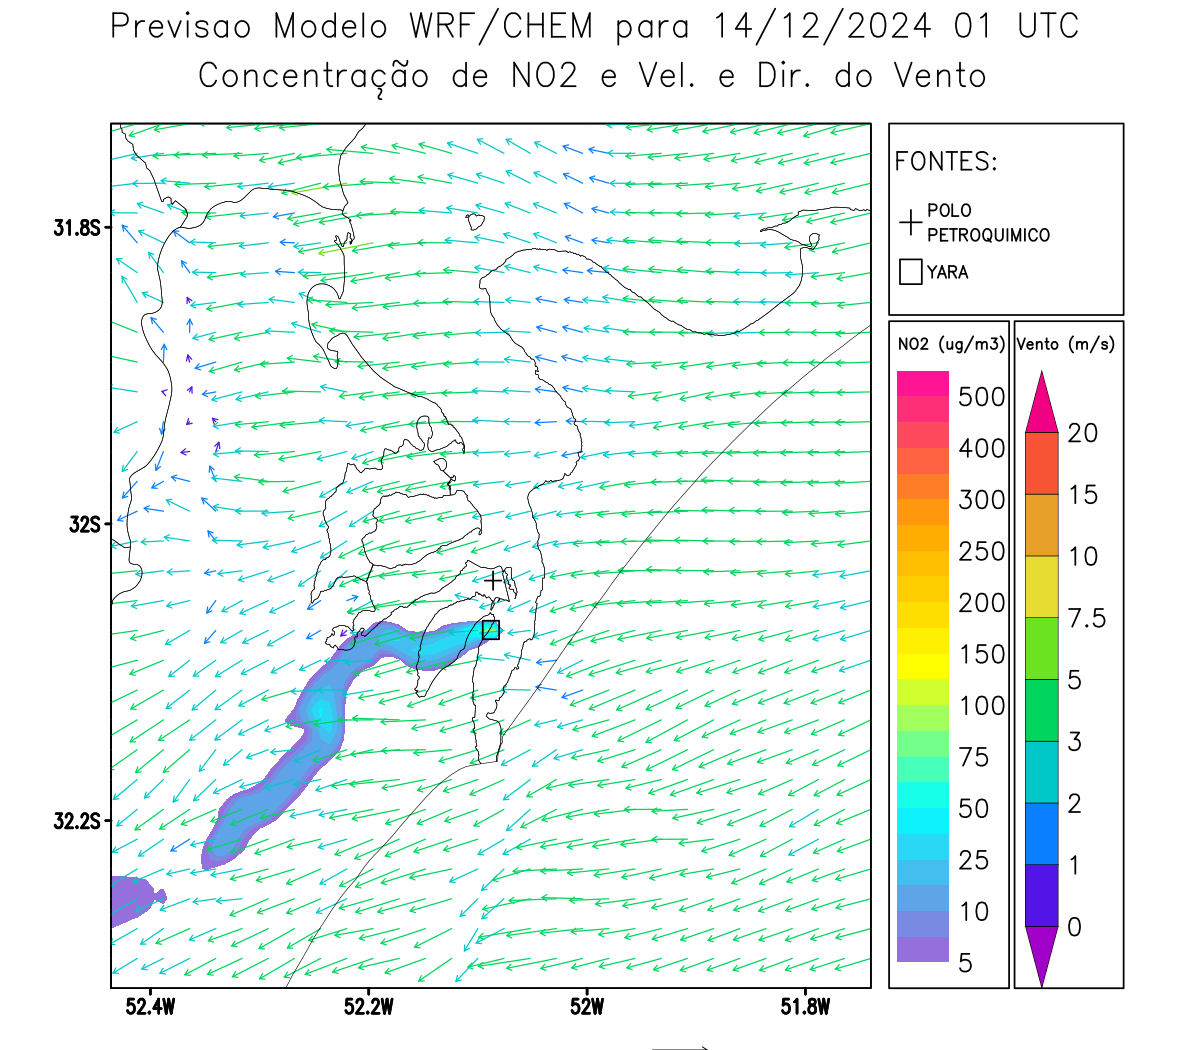 Previsao Modelo WRF/CHEM para 14/12/2024 01 UTC
Concentração de NO2 e Vel. e Dir. do Vento
FONTES:
POLO
PETROQUIMICO
YARA
NO2 (ug/m3)
500
400
300
250
200
150
100
75
50
25
10
5
Vento (m/s)
20
15
10
7.5
5
3
2
1
0
31.8S
32S
32.2S
52.4W
52.2W
52W
51.8W